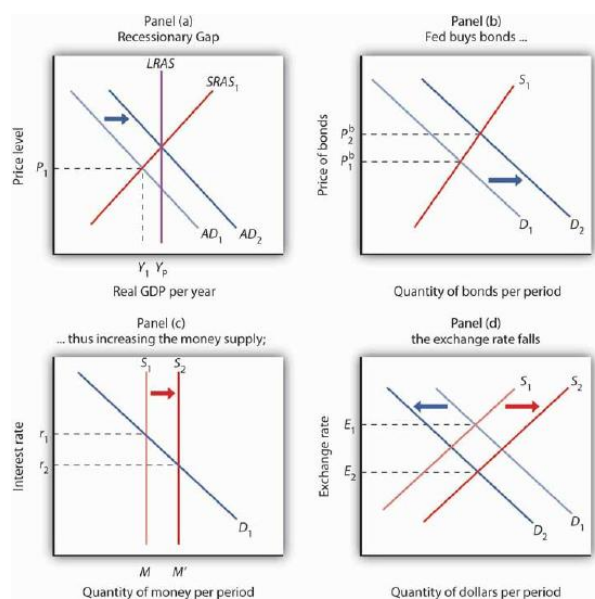 Panel (a)
Recessionary Gap
Price level
LRAS
SRAS1
P1
AD1
AD2
Y1 Yp
Real GDP per year
Panel (b)
Fed buys bonds ...
Price of bonds
S1
P2b
P1b
D1
D2
Quantity of bonds per period
Panel (c)
... thus increasing the money supply;
Interest rate
S1 S2
r1
r2
D1
M M′
Quantity of money per period
Panel (d)
the exchange rate falls
Exchange rate
S1
S2
E1
E2
D2
D1
Quantity of dollars per period